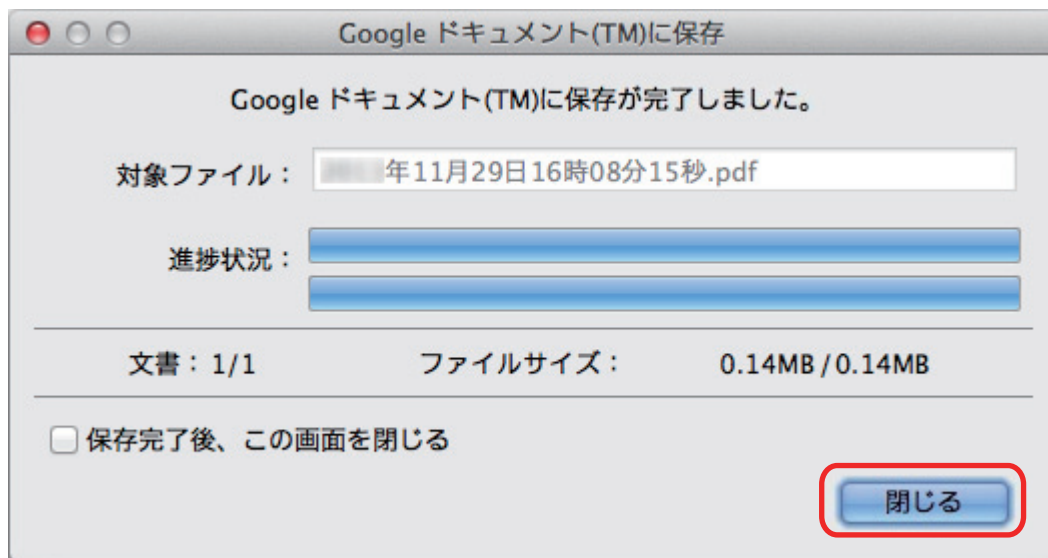 Google ドキュメント(TM)に保存
Google ドキュメント(TM)に保存が完了しました。
対象ファイル： 年11月29日16時08分15秒.pdf
進捗状況：
文書：1/1 ファイルサイズ： 0.14MB/0.14MB
保存完了後、この画面を閉じる
閉じる